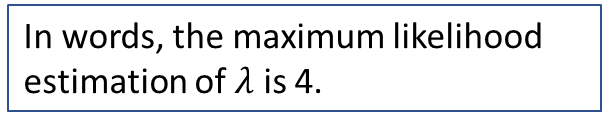 In words, the maximum likelihood
estimation of λ is 4.